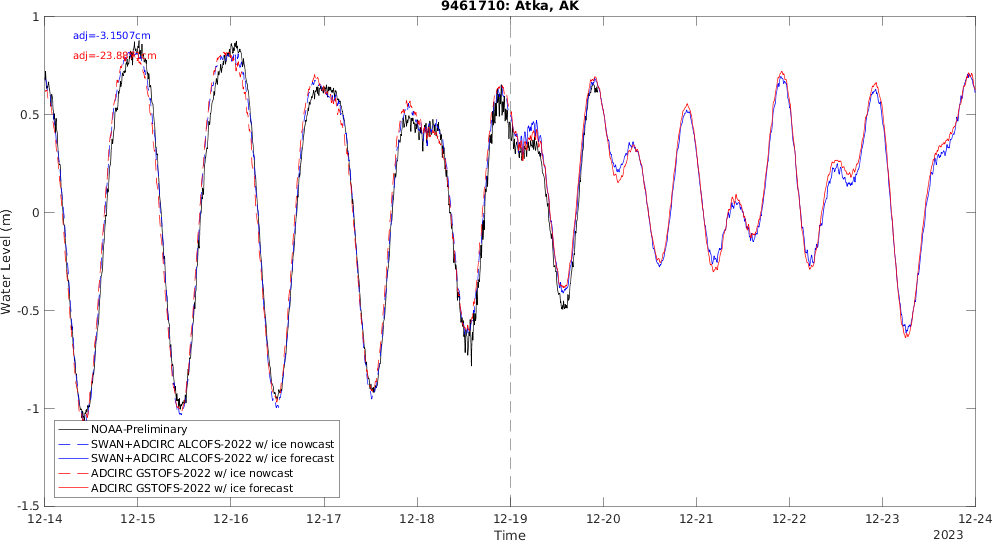 9461710: Atka, AK
adj=-3.1507cm
Water Level (m)
1
0.5
0
-0.5
-1
-1.5
NOAA-Preliminary
SWAN+ADCIRC ALCOFS-2022 w/ ice nowcast
SWAN+ADCIRC ALCOFS-2022 w/ ice forecast
ADCIRC GSTOFS-2022 w/ ice nowcast
ADCIRC GSTOFS-2022 w/ ice forecast
12-14 12-15 12-16 12-17 12-18 12-19 12-20 12-21 12-22 12-23 12-24
Time
2023